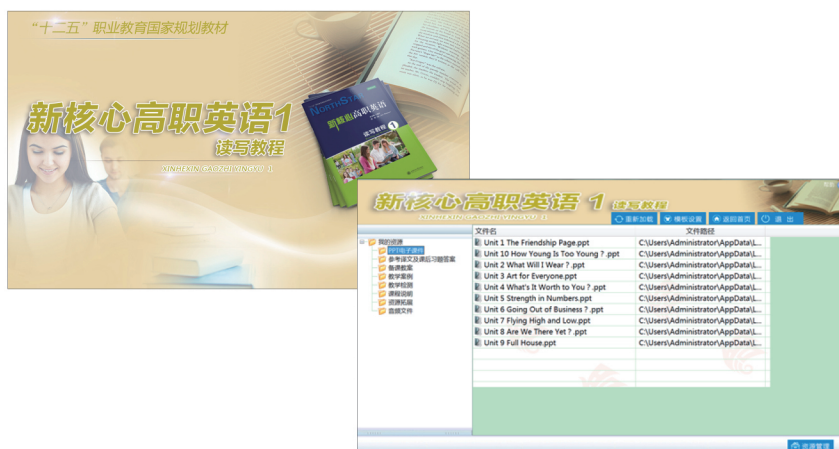 “十二五”职业教育国家规划教材
新核心高职英语1
读写教程
XINHEXIN GAOZHI YINGYU 1
NORTHSTAR
新核心高职英语
读写教程 1
新核心高职英语 1 读写教程
XINHEXIN GAOZHI YINGYU 1
重新加载 模板设置 返回首页 退 出
文件名 文件路径
我的资源
PPT电子课件
参考译文及课后习题答案
备课教案
教学案例
教学检测
课程说明
资源拓展
音频文件
Unit 1 The Friendship Page.ppt C:\Users\Administrator\AppData\L...
Unit 10 How Young Is Too Young ? .ppt C:\Users\Administrator\AppData\L...
Unit 2 What Will I Wear ? .ppt C:\Users\Administrator\AppData\L...
Unit 3 Art for Everyone.ppt C:\Users\Administrator\AppData\L...
Unit 4 What's It Worth to You ? .ppt C:\Users\Administrator\AppData\L...
Unit 5 Strength in Numbers.ppt C:\Users\Administrator\AppData\L...
Unit 6 Going Out of Business ? .ppt C:\Users\Administrator\AppData\L...
Unit 7 Flying High and Low.ppt C:\Users\Administrator\AppData\L...
Unit 8 Are We There Yet ? .ppt C:\Users\Administrator\AppData\L...
Unit 9 Full House.ppt C:\Users\Administrator\AppData\L...
资源管理